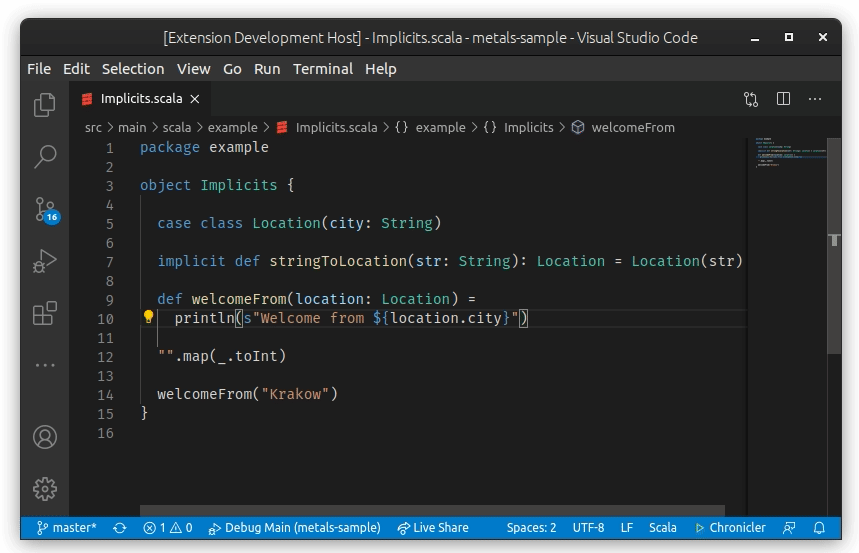 [Extension Development Host] - Implicits.scala - metals-sample - Visual Studio Code
File Edit Selection View Go Run Terminal Help
Implicits.scala
src > main > scala > example > Implicits.scala > {} example > {} Implicits > welcomeFrom
1 package example
2
3 object Implicits {
4
5 case class Location(city: String)
6
7 implicit def stringToLocation(str: String): Location = Location(str)
8
9 def welcomeFrom(location: Location) =
10 println(s"Welcome from ${location.city}")
11
12 "".map(_.toInt)
13
14 welcomeFrom("Krakow")
15 }
16
16
master* 1 0 Debug Main (metals-sample) Live Share Spaces: 2 UTF-8 LF Scala Chronicler